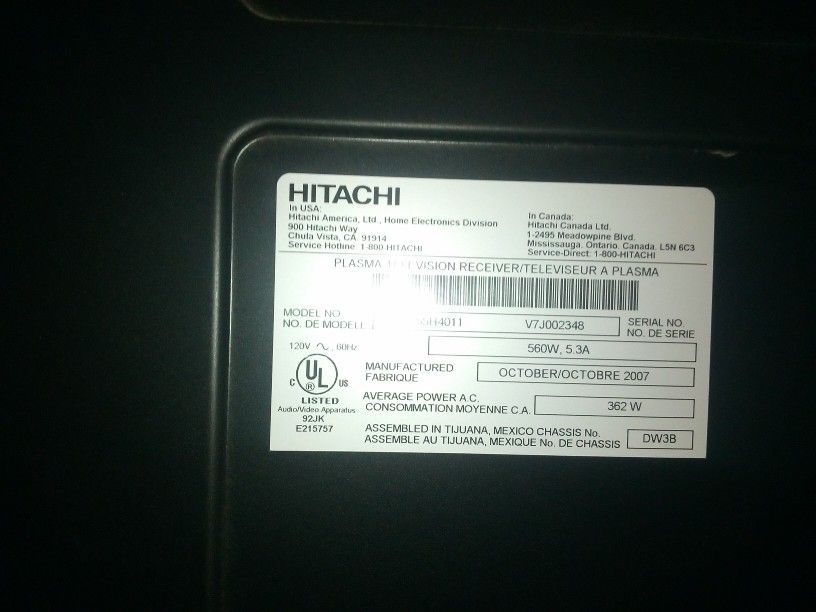 HITACHI
In USA:
Hitachi America, Ltd., Home Electronics Division
900 Hitachi Way
Chula Vista, CA. 91914
Service Hotline: 1-800-HITACHI
In Canada:
Hitachi Canada Ltd.
1-2495 Meadowpine Blvd.
Mississauga. Ontario. Canada. L5N 6C3
Service-Direct: 1-800-HITACHI
PLASMA TELEVISION RECEIVER/TELEVISEUR A PLASMA
MODEL NO.
NO. DE MODELE
V7J002348
SERIAL NO.
NO. DE SERIE
120V ~, 60Hz
560W, 5.3A
C UL ® US
LISTED
Audio/Video Apparatus
92JK
E215757
MANUFACTURED
FABRIQUE
OCTOBER/OCTOBRE 2007
AVERAGE POWER A.C.
CONSOMMATION MOYENNE C.A.
362 W
ASSEMBLED IN TIJUANA, MEXICO CHASSIS No.
ASSEMBLE AU TIJUANA, MEXIQUE No. DE CHASSIS
DW3B